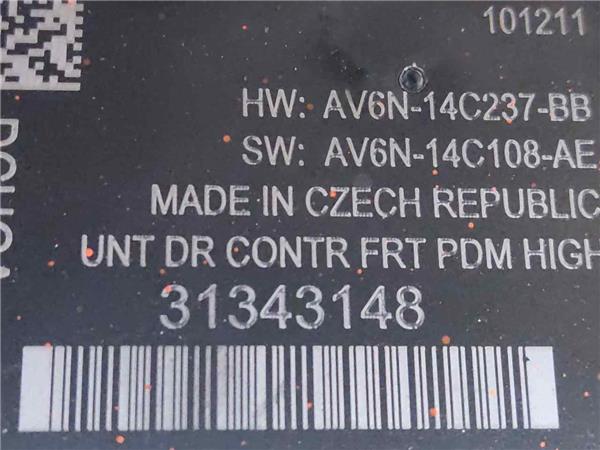 101211
HW: AV6N-14C237-BB
SW: AV6N-14C108-AE
MADE IN CZECH REPUBLIC
UNT DR CONTR FRT PDM HIGH
31343148